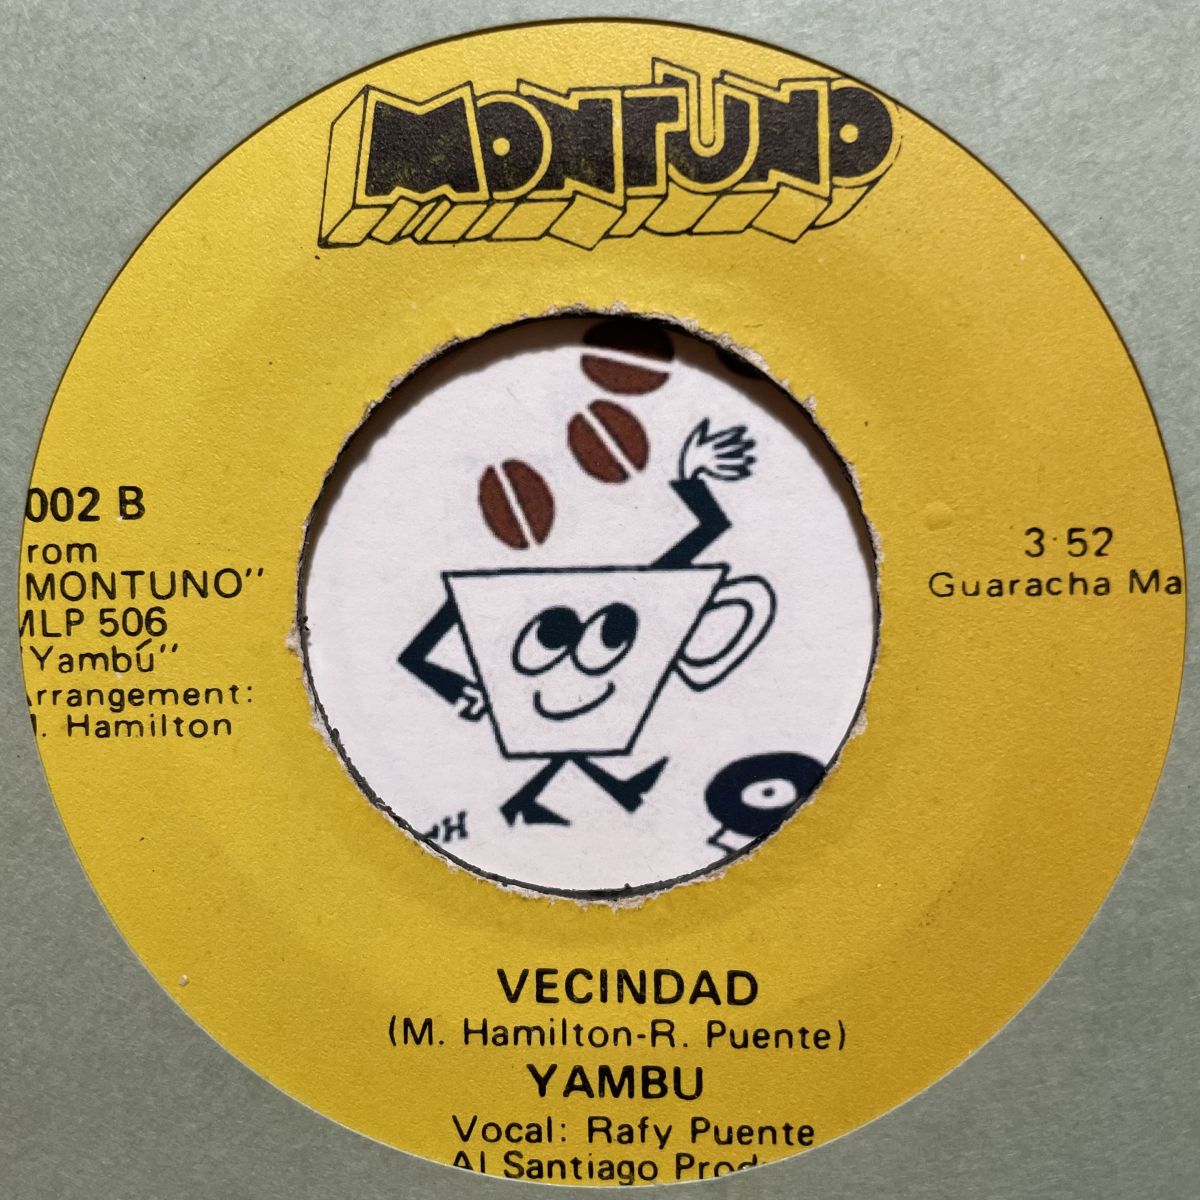 MONTUNO
002 B
rom
MONTUNO"
MLP 506
"Yambú"
rrangement:
. Hamilton
3:52
Guaracha Ma
VECINDAD
(M. Hamilton-R. Puente)
YAMBU
Vocal: Rafy Puente
Al Santiago Prod